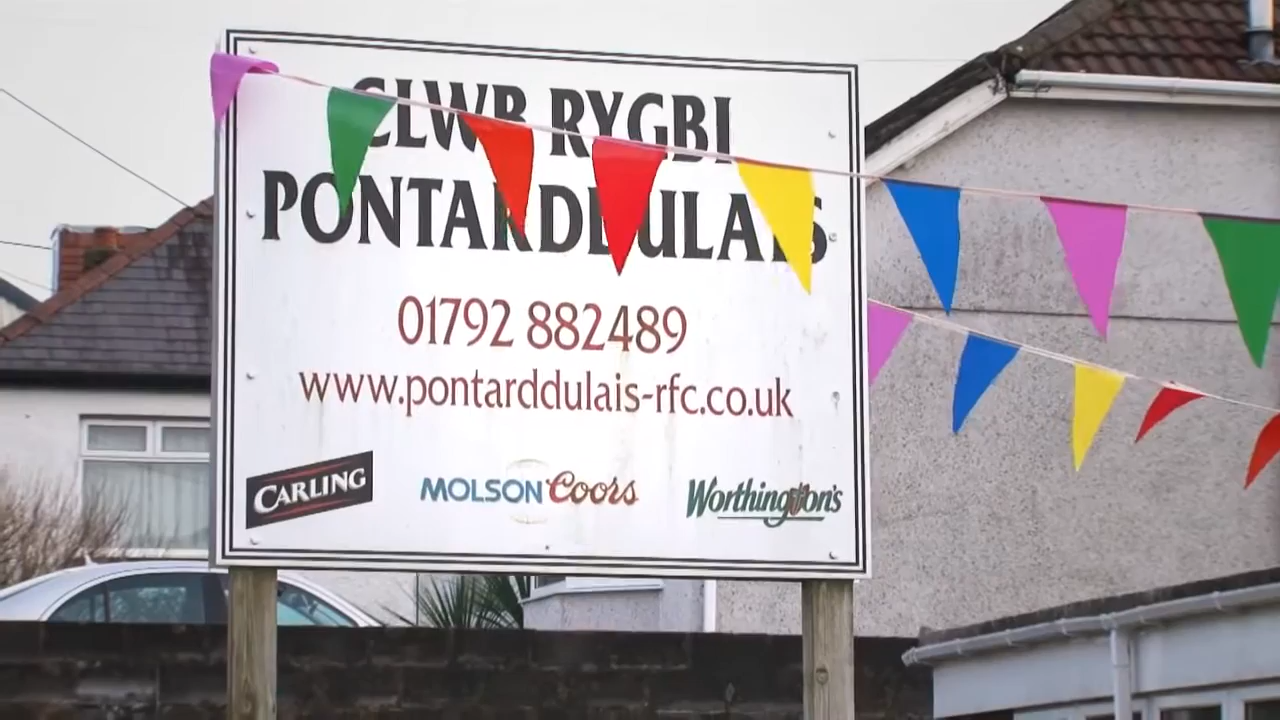 CLWB RYGBI
PONTARDDULAIS
01792 882489
www.pontarddulais-rfc.co.uk
CARLING MOLSON Coors Worthington's